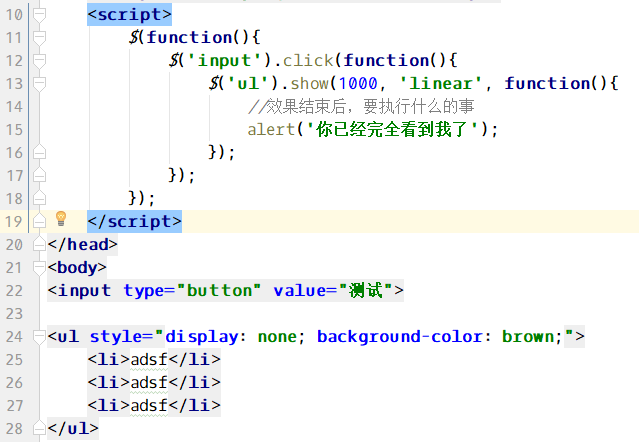 10 <script>
11 $(function(){
12 $('input').click(function(){
13 $('ul').show(1000, 'linear', function(){
14 //效果结束后，要执行什么的事
15 alert('你已经完全看到我了');
16 });
17 });
18 });
19 </script>
20 </head>
21 <body>
22 <input type="button" value="测试">
23
24 <ul style="display: none; background-color: brown;">
25 <li>adsf</li>
26 <li>adsf</li>
27 <li>adsf</li>
28 </ul>